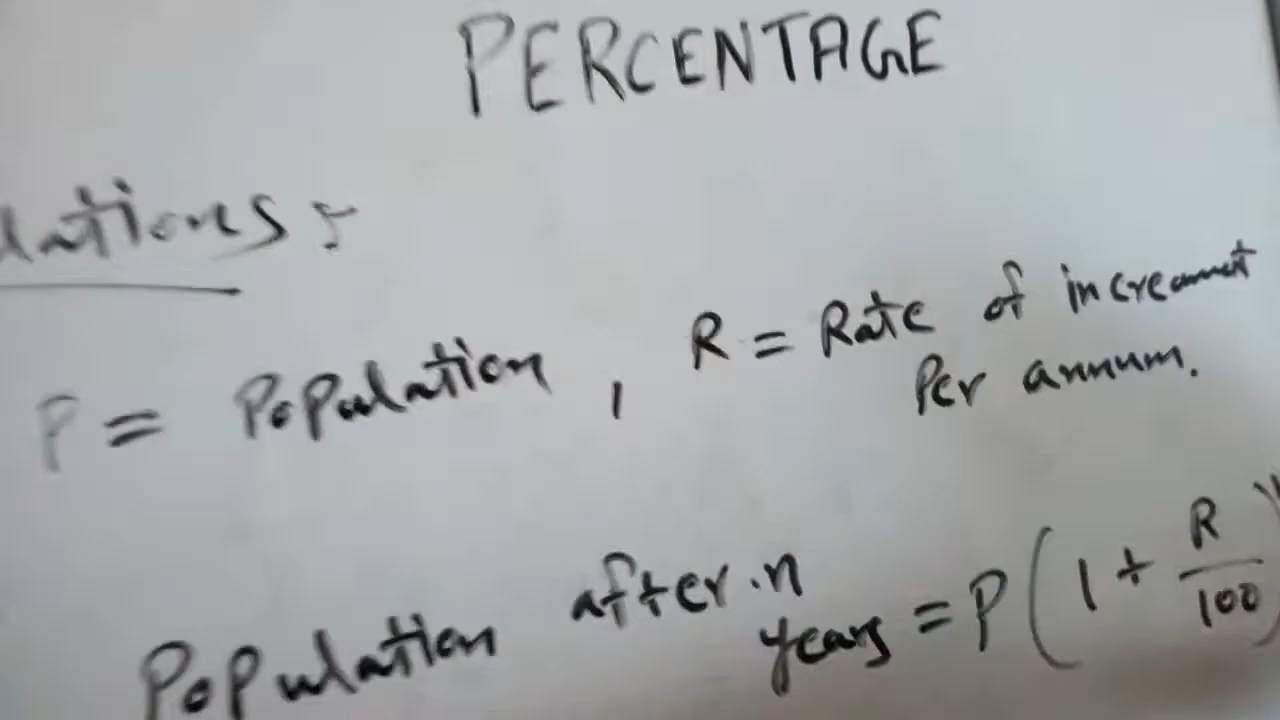 PERCENTAGE
lations :-
P = Population , R = Rate of increament
Per annum.
Population after n
years = P ( 1 + R/100 )